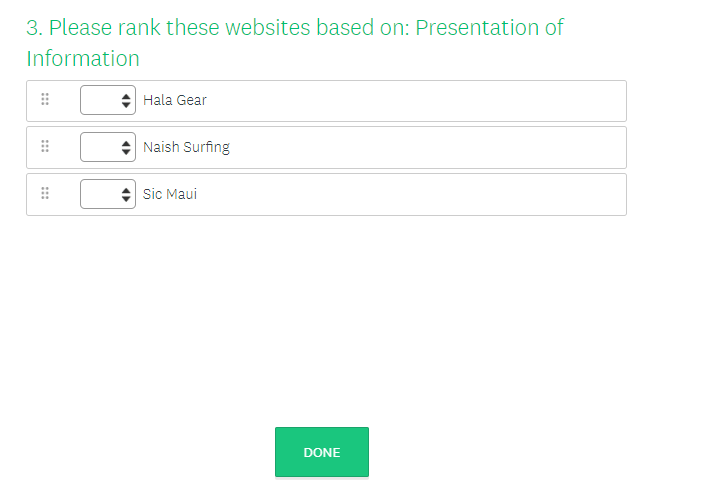 3. Please rank these websites based on: Presentation of
Information
Hala Gear
Naish Surfing
Sic Maui
DONE